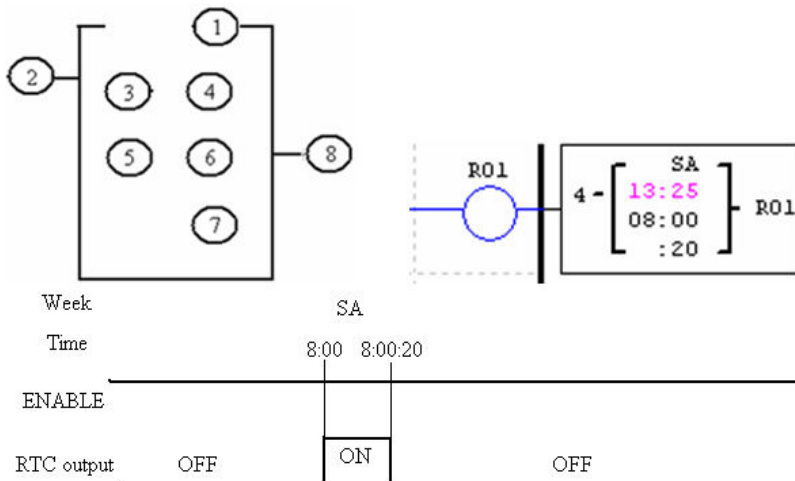 1
2
3 4
5 6
8
7
R01
4 - SA
13:25
08:00
:20
R01
Week SA
Time 8:00 8:00:20
ENABLE
RTC output OFF ON OFF